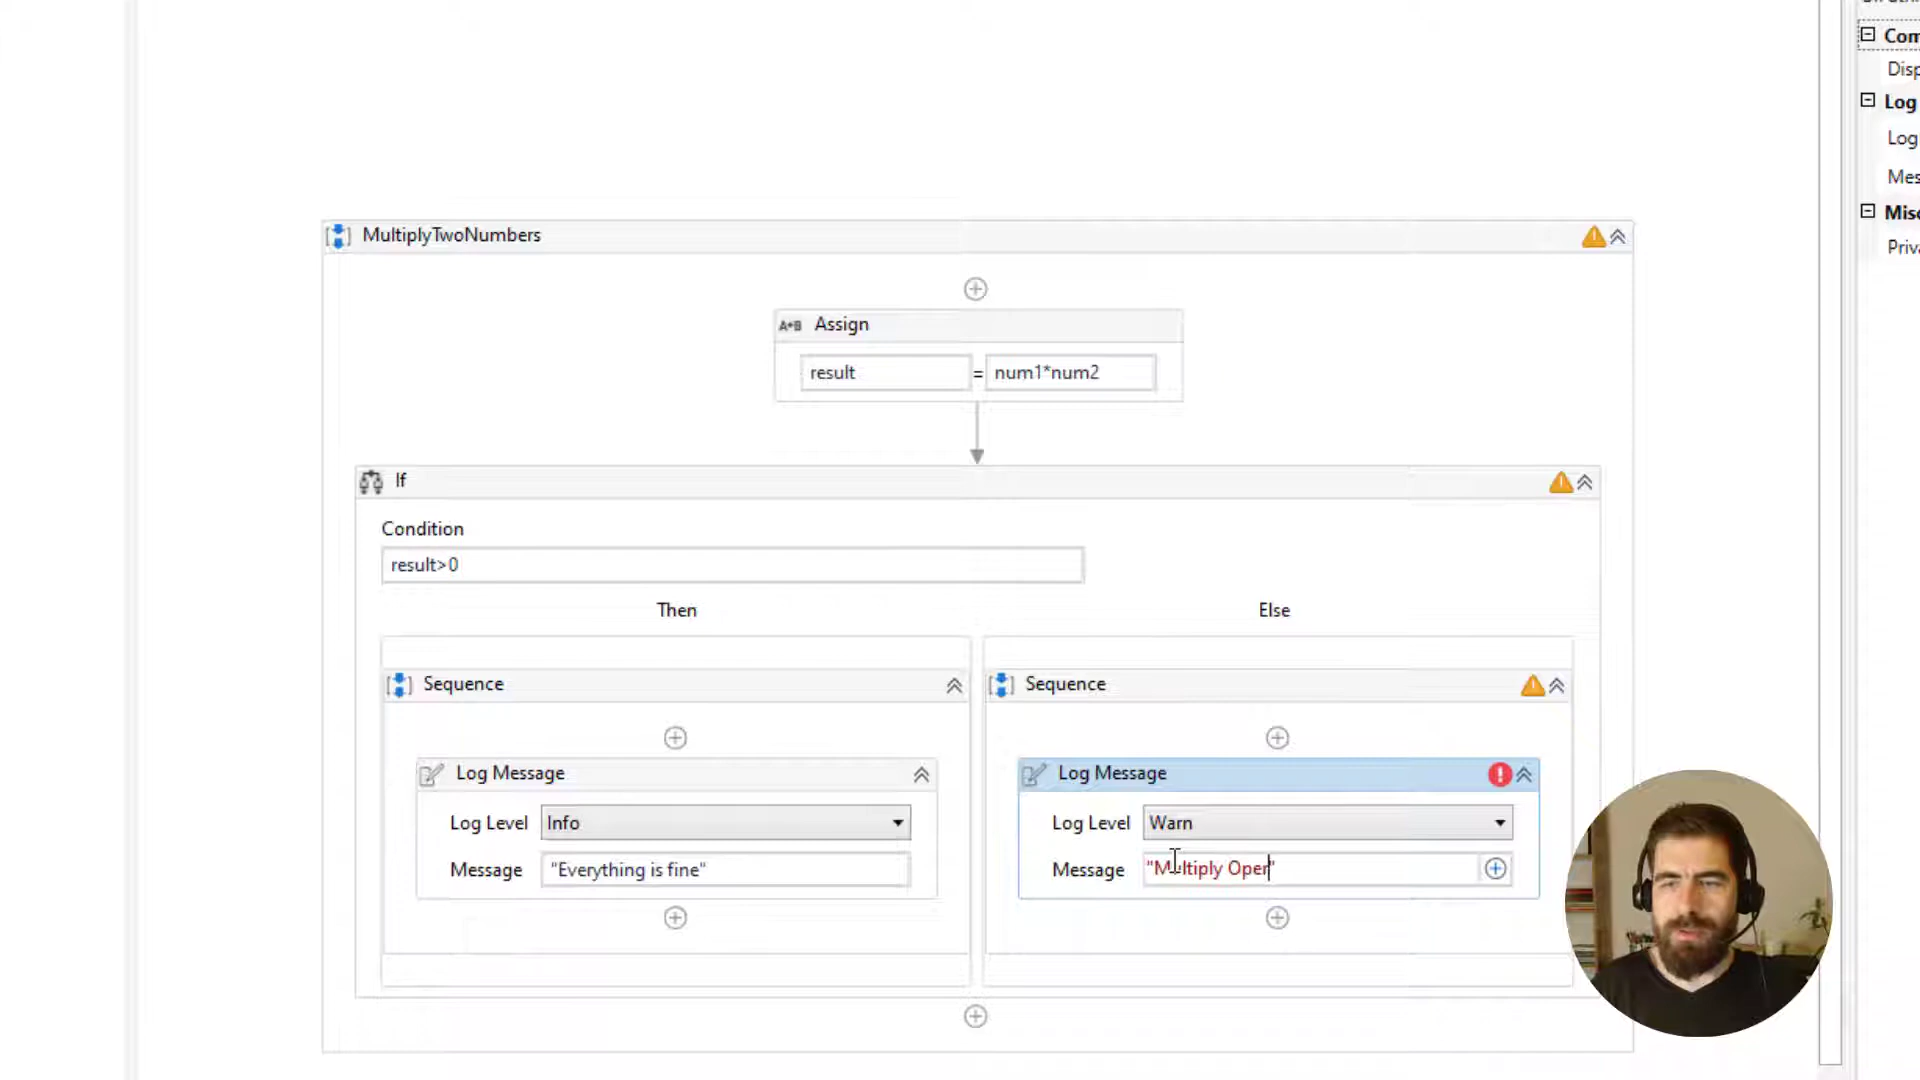 Com
Disp
Log
Log
Mes
Misc
Priva
MultiplyTwoNumbers
A+B Assign
result = num1*num2
If
Condition
result>0
Then
Else
Sequence
Sequence
Log Message
Log Level Info
Message "Everything is fine"
Log Message
Log Level Warn
Message "Multiply Oper"